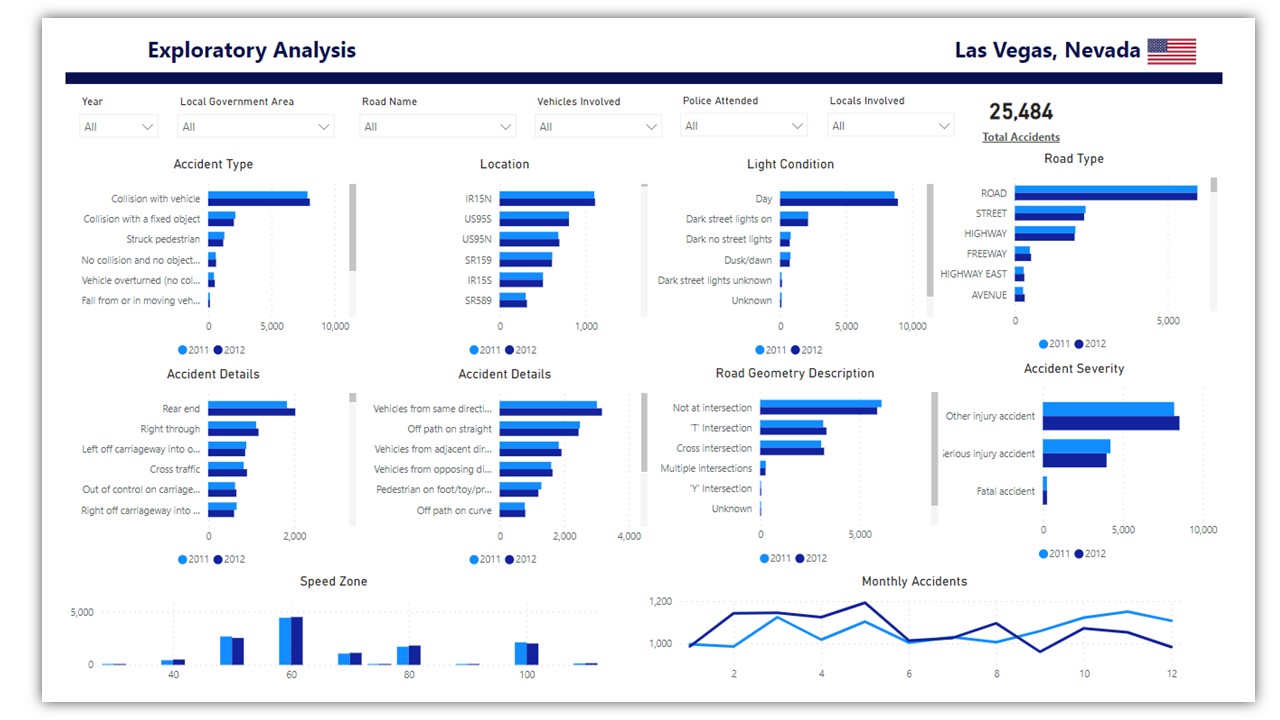 Exploratory Analysis
Las Vegas, Nevada
Year
Local Government Area
Road Name
Vehicles Involved
Police Attended
Locals Involved
All
All
All
All
All
All
25,484
Total Accidents
Accident Type
Collision with vehicle
Collision with a fixed object
Struck pedestrian
No collision and no object...
Vehicle overturned (no col...
Fall from or in moving veh...
0 5,000 10,000
2011 2012
Location
IR15N
US95S
US95N
SR159
IR15S
SR589
0 1,000
2011 2012
Light Condition
Day
Dark street lights on
Dark no street lights
Dusk/dawn
Dark street lights unknown
Unknown
0 5,000 10,000
2011 2012
Road Type
ROAD
STREET
HIGHWAY
FREEWAY
HIGHWAY EAST
AVENUE
0 5,000
2011 2012
Accident Details
Rear end
Right through
Left off carriageway into o...
Cross traffic
Out of control on carriage...
Right off carriageway into ...
0 2,000
2011 2012
Accident Details
Vehicles from same directi...
Off path on straight
Vehicles from adjacent dir...
Vehicles from opposing di...
Pedestrian on foot/toy/pr...
Off path on curve
0 2,000 4,000
2011 2012
Road Geometry Description
Not at intersection
'T' Intersection
Cross intersection
Multiple intersections
'Y' Intersection
Unknown
0 5,000
2011 2012
Accident Severity
Other injury accident
Serious injury accident
Fatal accident
0 5,000 10,000
2011 2012
Speed Zone
5,000
0
40 60 80 100
Monthly Accidents
1,200
1,000
2 4 6 8 10 12